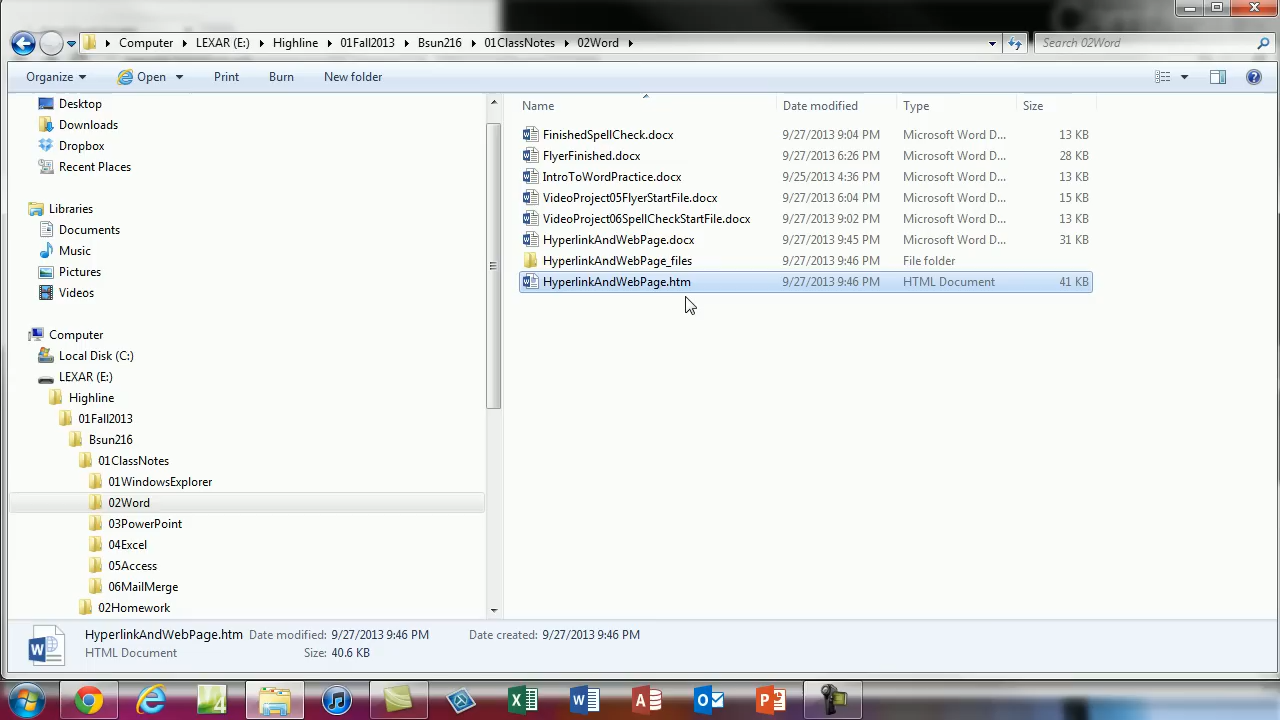 Computer LEXAR (E:) Highline 01Fall2013 Bsun216 01ClassNotes 02Word
Search 02Word
Organize Open Print Burn New folder
Desktop
Downloads
Dropbox
Recent Places
Libraries
Documents
Music
Pictures
Videos
Computer
Local Disk (C:)
LEXAR (E:)
Highline
01Fall2013
Bsun216
01ClassNotes
01WindowsExplorer
02Word
03PowerPoint
04Excel
05Access
06MailMerge
02Homework
Name Date modified Type Size
FinishedSpellCheck.docx 9/27/2013 9:04 PM Microsoft Word D... 13 KB
FlyerFinished.docx 9/27/2013 6:26 PM Microsoft Word D... 28 KB
IntroToWordPractice.docx 9/25/2013 4:36 PM Microsoft Word D... 13 KB
VideoProject05FlyerStartFile.docx 9/27/2013 6:04 PM Microsoft Word D... 15 KB
VideoProject06SpellCheckStartFile.docx 9/27/2013 9:02 PM Microsoft Word D... 13 KB
HyperlinkAndWebPage.docx 9/27/2013 9:45 PM Microsoft Word D... 31 KB
HyperlinkAndWebPage_files 9/27/2013 9:46 PM File folder
HyperlinkAndWebPage.htm 9/27/2013 9:46 PM HTML Document 41 KB
HyperlinkAndWebPage.htm Date modified: 9/27/2013 9:46 PM Date created: 9/27/2013 9:46 PM
HTML Document Size: 40.6 KB